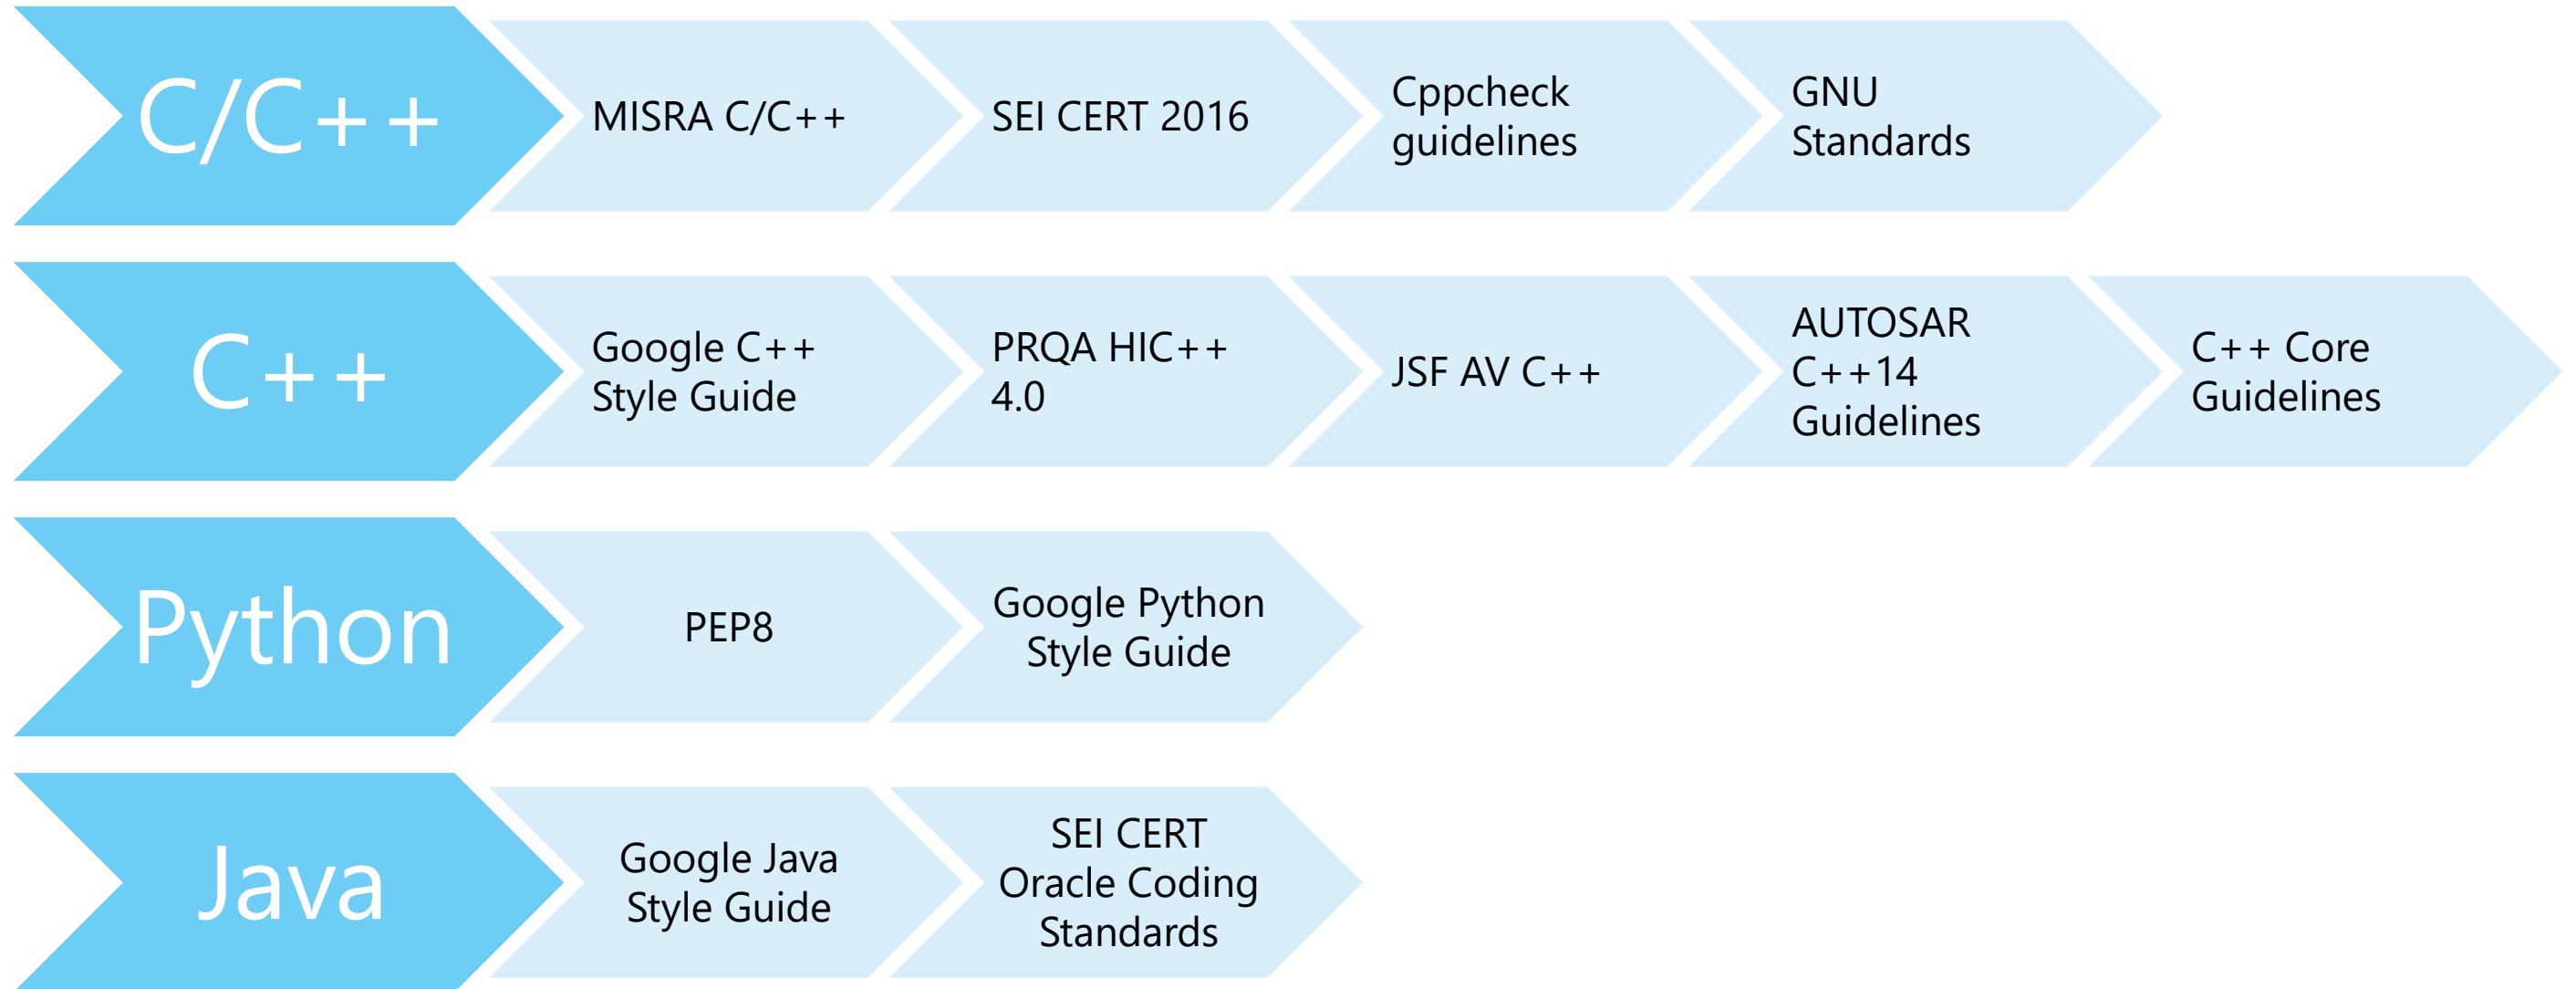 C/C++
MISRA C/C++
SEI CERT 2016
Cppcheck
guidelines
GNU
Standards
C++
Google C++
Style Guide
PRQA HIC++
4.0
JSF AV C++
AUTOSAR
C++14
Guidelines
C++ Core
Guidelines
Python
PEP8
Google Python
Style Guide
Java
Google Java
Style Guide
SEI CERT
Oracle Coding
Standards